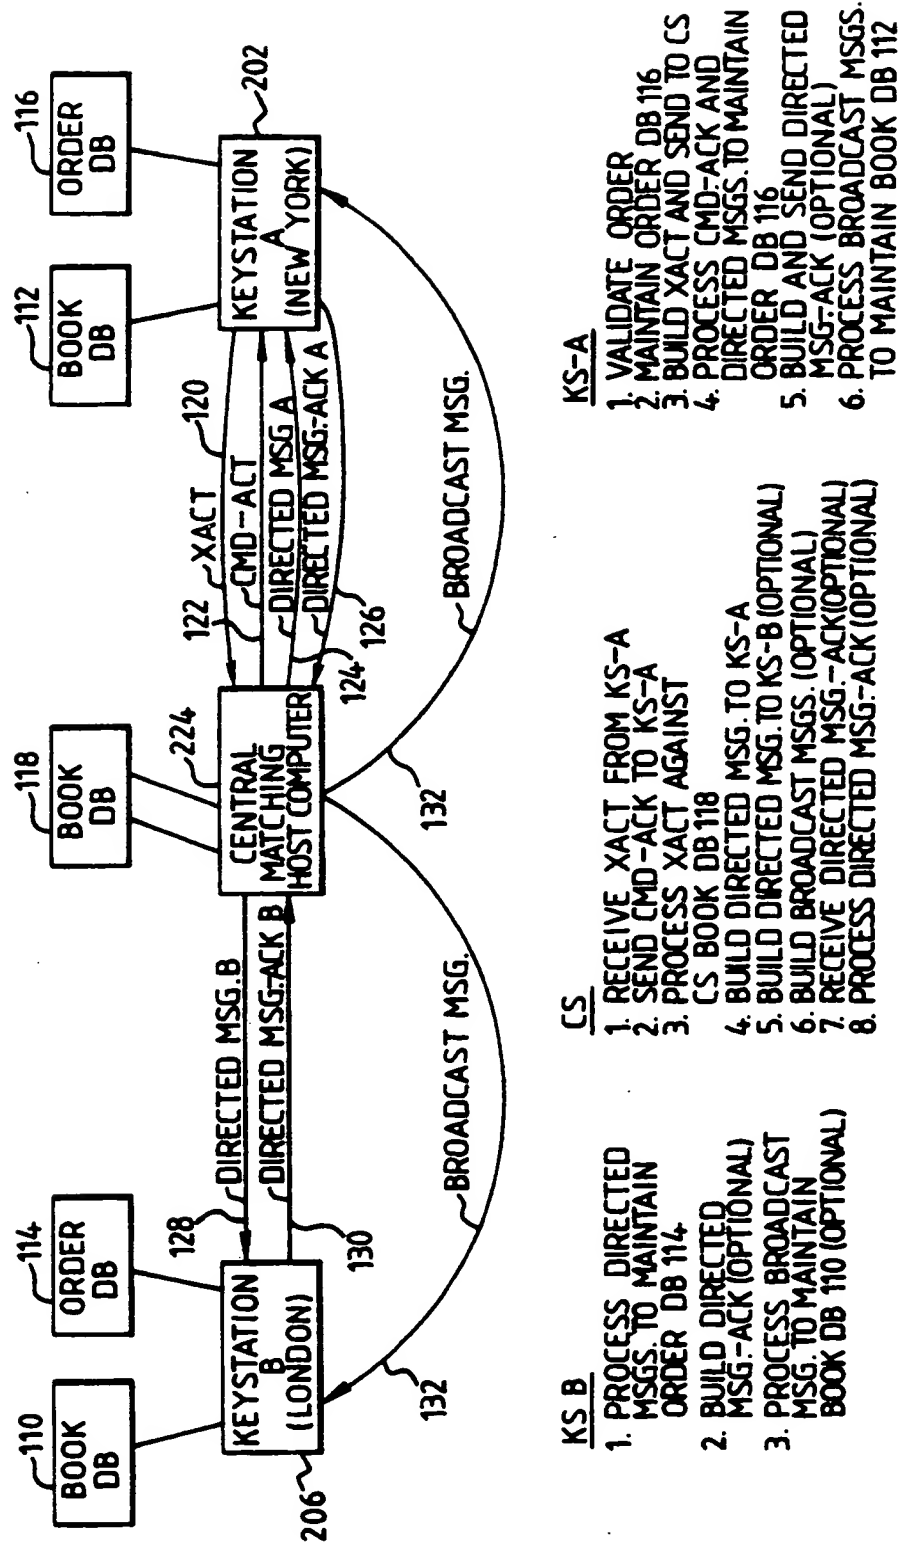 110
BOOK
DB
114
ORDER
DB
118
BOOK
DB
112
BOOK
DB
116
ORDER
DB
206
KEYSTATION
B
(LONDON)
128
DIRECTED MSG.B
DIRECTED MSG.-ACK B
130
224
CENTRAL
MATCHING
HOST COMPUTER
122
XACT
120
CMD-ACT
DIRECTED MSG A
DIRECTED MSG-ACK A
124
126
202
KEYSTATION
A
(NEW YORK)
132
BROADCAST MSG.
132
BROADCAST MSG.
KS B
1. PROCESS DIRECTED
MSGS. TO MAINTAIN
ORDER DB 114
2. BUILD DIRECTED
MSG.-ACK (OPTIONAL)
3. PROCESS BROADCAST
MSG. TO MAINTAIN
BOOK DB 110 (OPTIONAL)
CS
1. RECEIVE XACT FROM KS-A
2. SEND CMD-ACK TO KS-A
3. PROCESS XACT AGAINST
CS BOOK DB 118
4. BUILD DIRECTED MSG. TO KS-A
5. BUILD DIRECTED MSG. TO KS-B (OPTIONAL)
6. BUILD BROADCAST MSGS. (OPTIONAL)
7. RECEIVE DIRECTED MSG.-ACK(OPTIONAL)
8. PROCESS DIRECTED MSG.-ACK (OPTIONAL)
KS-A
1. VALIDATE ORDER
2. MAINTAIN ORDER DB 116
3. BUILD XACT AND SEND TO CS
4. PROCESS CMD-ACK AND
DIRECTED MSGS. TO MAINTAIN
ORDER DB 116
5. BUILD AND SEND DIRECTED
MSG-ACK (OPTIONAL)
6. PROCESS BROADCAST MSGS.
TO MAINTAIN BOOK DB 112